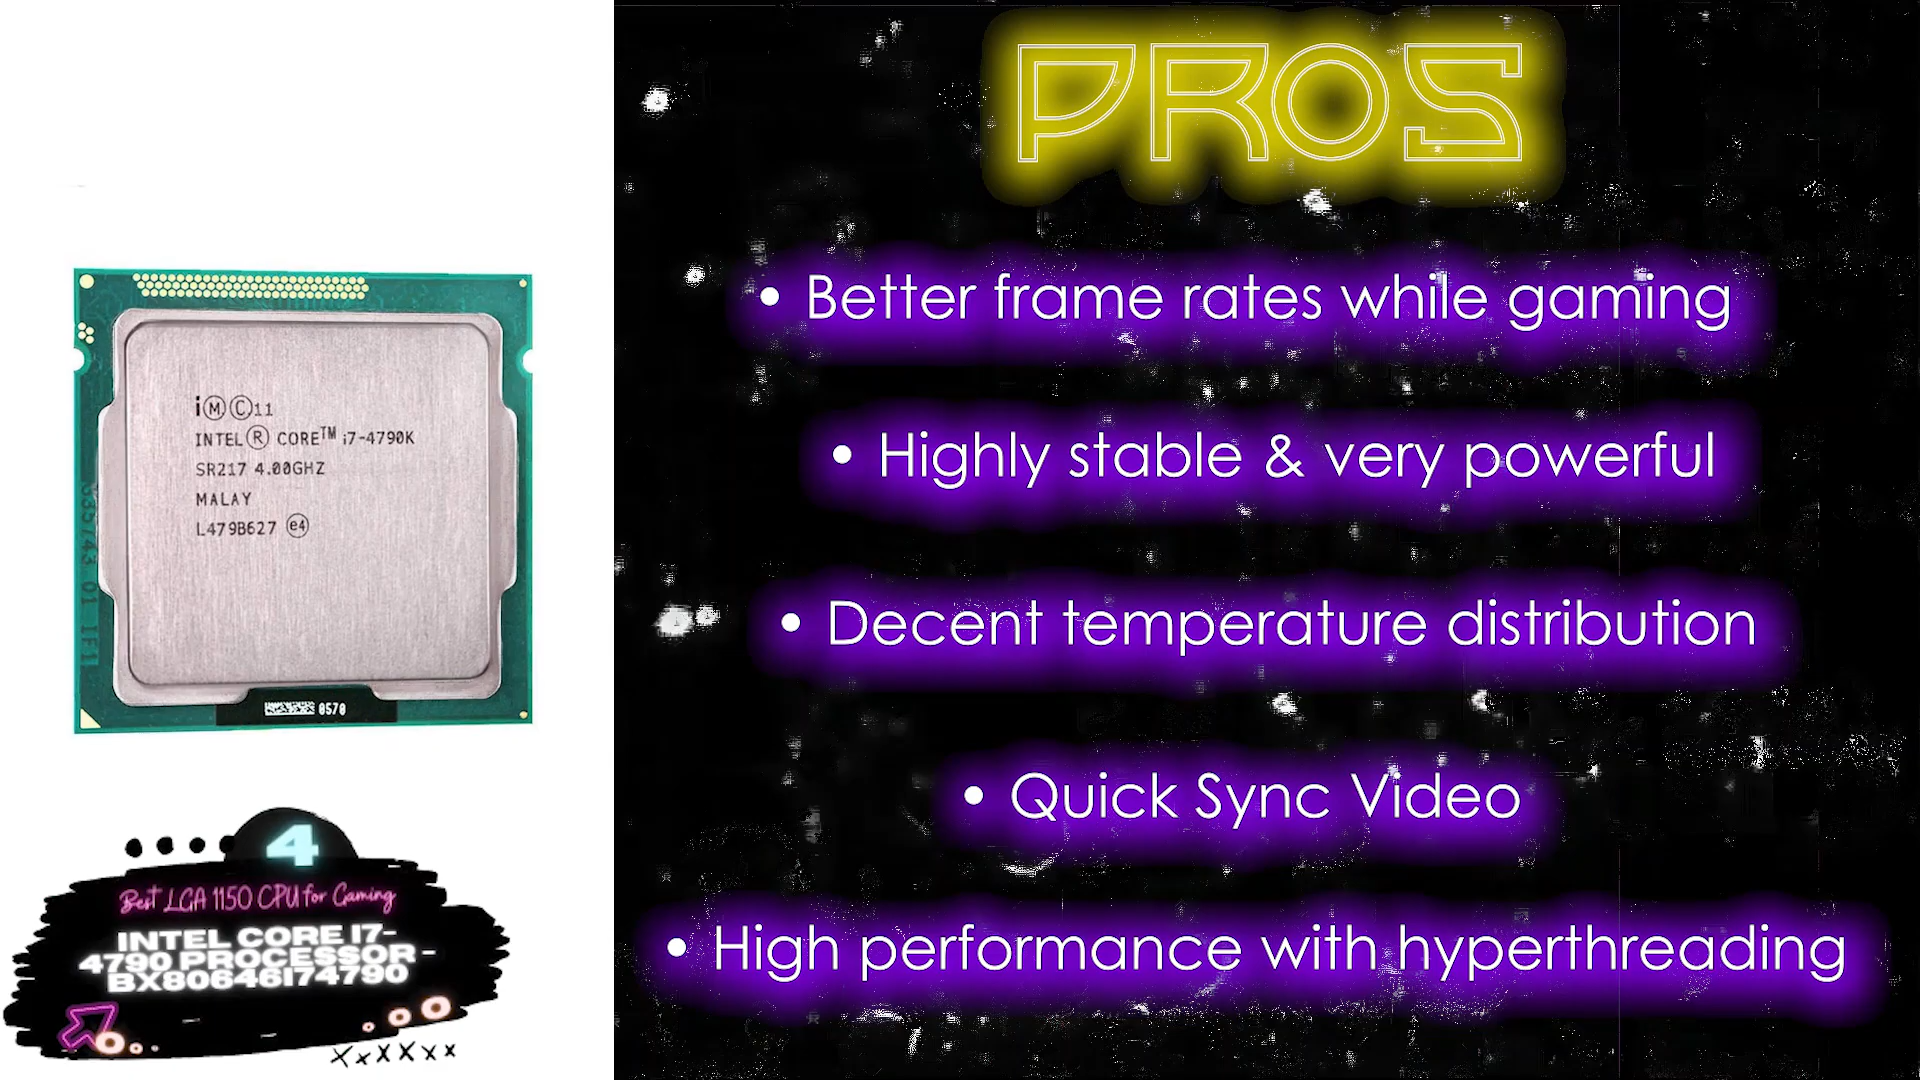 PROS
• Better frame rates while gaming
• Highly stable & very powerful
• Decent temperature distribution
• Quick Sync Video
• High performance with hyperthreading
iⓂ©11
INTEL® CORE™ i7-4790K
SR217 4.00GHZ
MALAY
L479B627 e4
0570
4
Best LGA 1150 CPU for Gaming
INTEL CORE I7-
4790 PROCESSOR -
BX80646I74790
XxXXxx